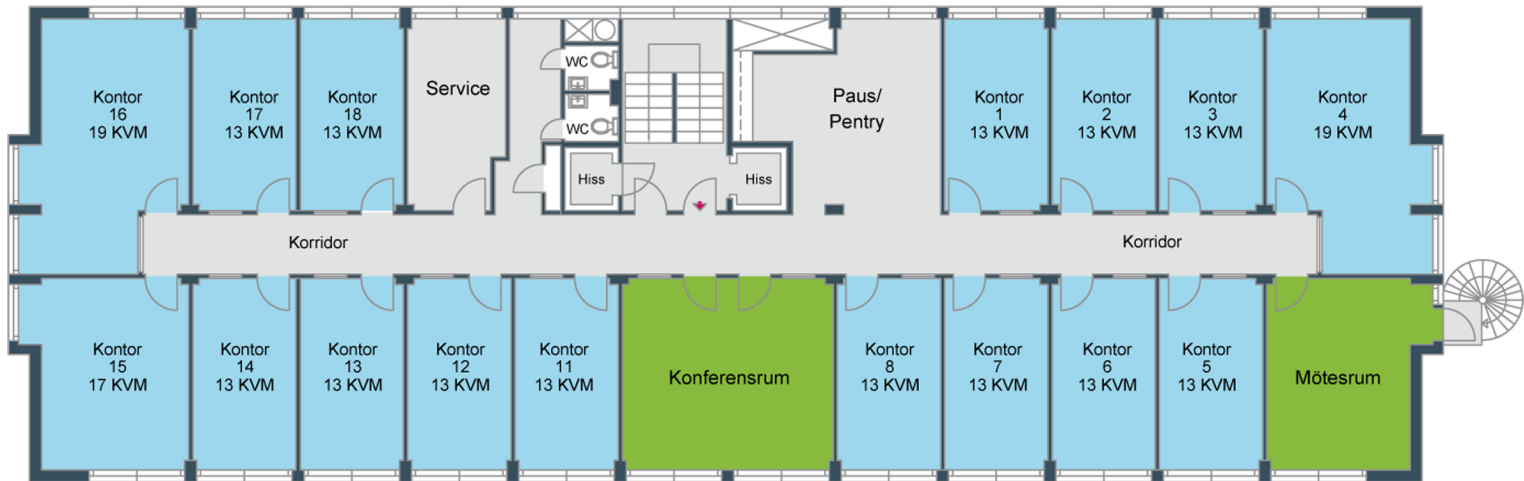 Kontor
16
19 KVM
Kontor
17
13 KVM
Kontor
18
13 KVM
Service
WC
WC
Hiss
Hiss
Paus/
Pentry
Kontor
1
13 KVM
Kontor
2
13 KVM
Kontor
3
13 KVM
Kontor
4
19 KVM
Korridor
Korridor
Kontor
15
17 KVM
Kontor
14
13 KVM
Kontor
13
13 KVM
Kontor
12
13 KVM
Kontor
11
13 KVM
Konferensrum
Kontor
8
13 KVM
Kontor
7
13 KVM
Kontor
6
13 KVM
Kontor
5
13 KVM
Mötesrum